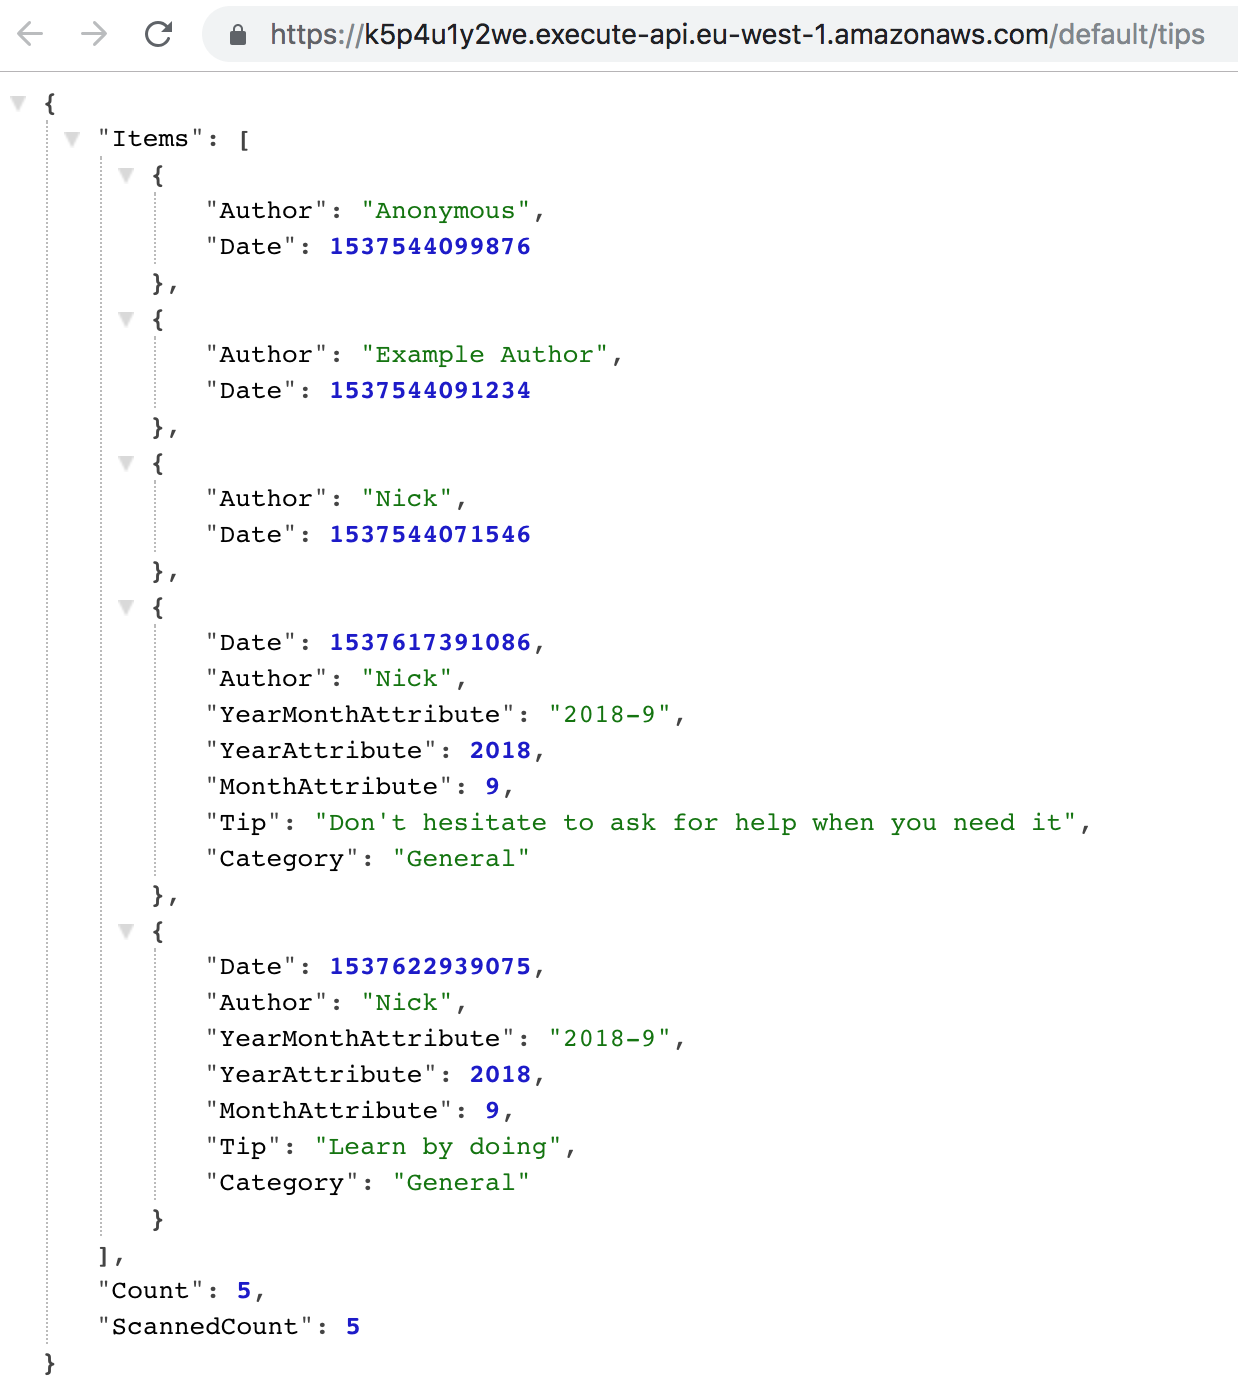 https://k5p4u1y2we.execute-api.eu-west-1.amazonaws.com/default/tips
{
"Items": [
{
"Author": "Anonymous",
"Date": 1537544099876
},
{
"Author": "Example Author",
"Date": 1537544091234
},
{
"Author": "Nick",
"Date": 1537544071546
},
{
"Date": 1537617391086,
"Author": "Nick",
"YearMonthAttribute": "2018-9",
"YearAttribute": 2018,
"MonthAttribute": 9,
"Tip": "Don't hesitate to ask for help when you need it",
"Category": "General"
},
{
"Date": 1537622939075,
"Author": "Nick",
"YearMonthAttribute": "2018-9",
"YearAttribute": 2018,
"MonthAttribute": 9,
"Tip": "Learn by doing",
"Category": "General"
}
],
"Count": 5,
"ScannedCount": 5
}